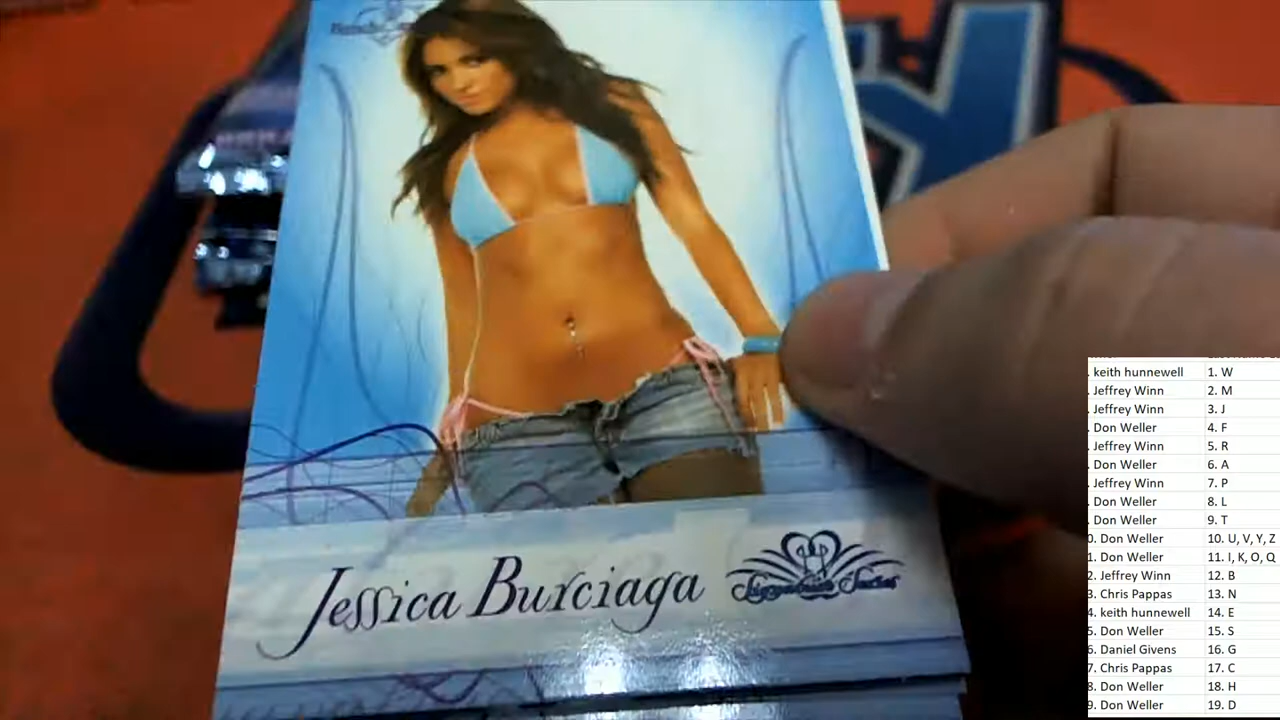 Jessica Burciaga
Signature Series
. keith hunnewell 1. W
. Jeffrey Winn 2. M
. Jeffrey Winn 3. J
. Don Weller 4. F
. Jeffrey Winn 5. R
. Don Weller 6. A
. Jeffrey Winn 7. P
. Don Weller 8. L
. Don Weller 9. T
0. Don Weller 10. U, V, Y, Z
1. Don Weller 11. I, K, O, Q
2. Jeffrey Winn 12. B
3. Chris Pappas 13. N
4. keith hunnewell 14. E
5. Don Weller 15. S
6. Daniel Givens 16. G
7. Chris Pappas 17. C
8. Don Weller 18. H
9. Don Weller 19. D